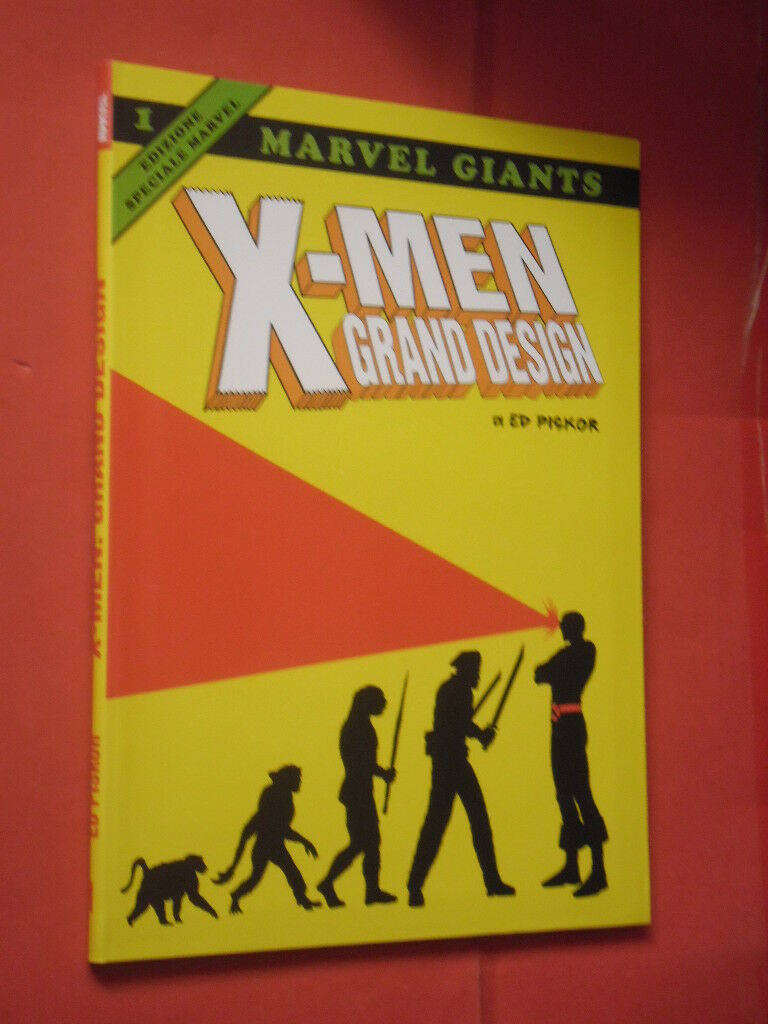 1
EDIZIONE
SPECIALE MARVEL
MARVEL GIANTS
X-MEN
GRAND DESIGN
DI ED PISKOR
X-MEN: GRAND DESIGN
ED PISKOR